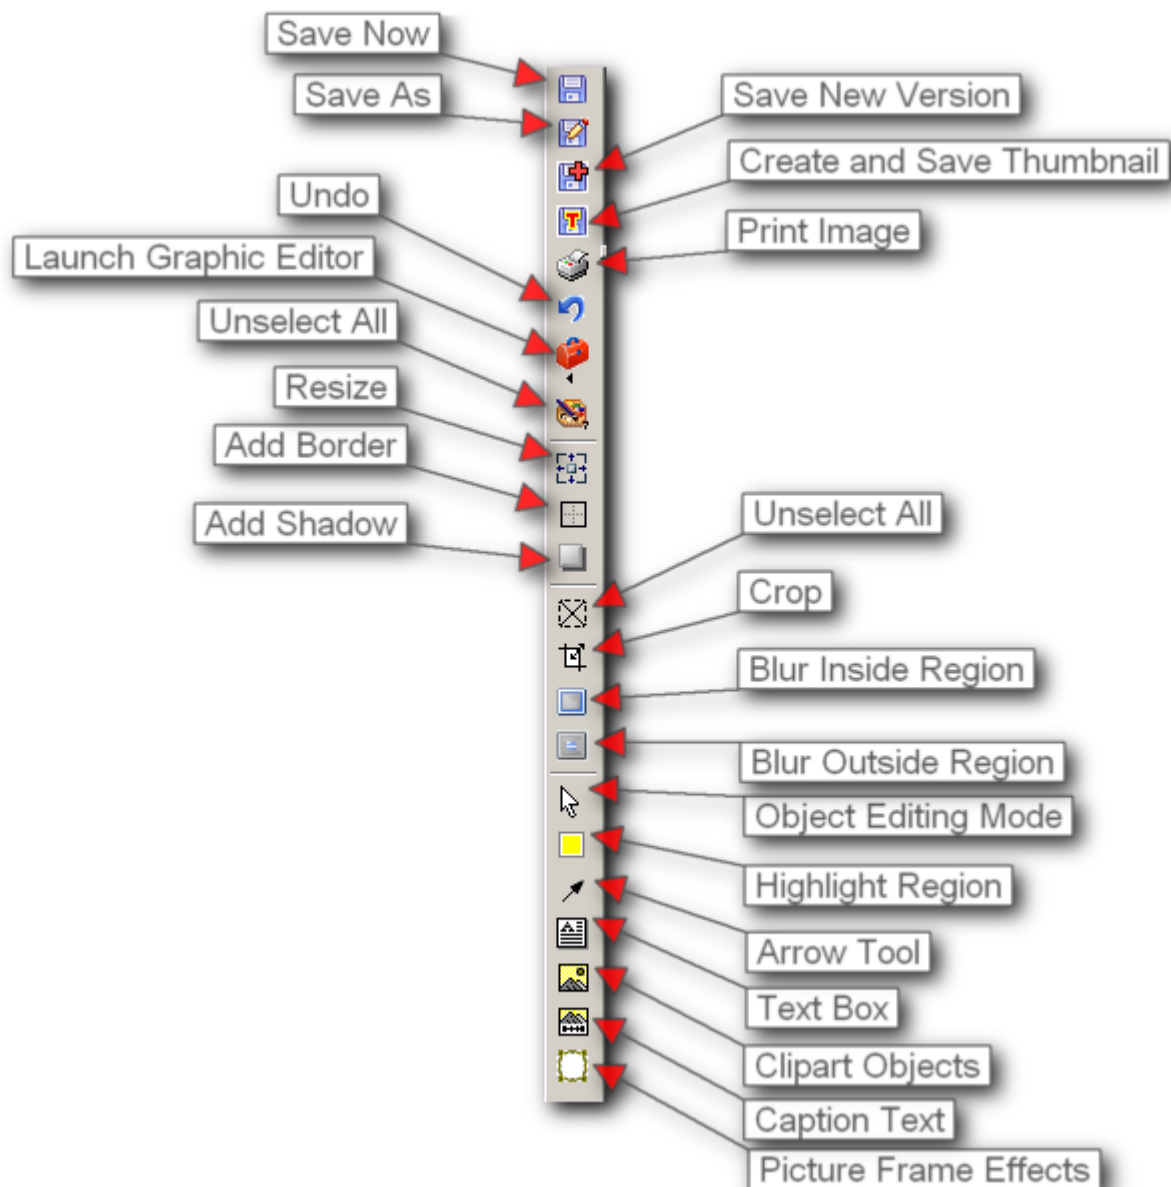 Save Now
Save As
Save New Version
Create and Save Thumbnail
Undo
Print Image
Launch Graphic Editor
Unselect All
Resize
Add Border
Add Shadow
Unselect All
Crop
Blur Inside Region
Blur Outside Region
Object Editing Mode
Highlight Region
Arrow Tool
Text Box
Clipart Objects
Caption Text
Picture Frame Effects